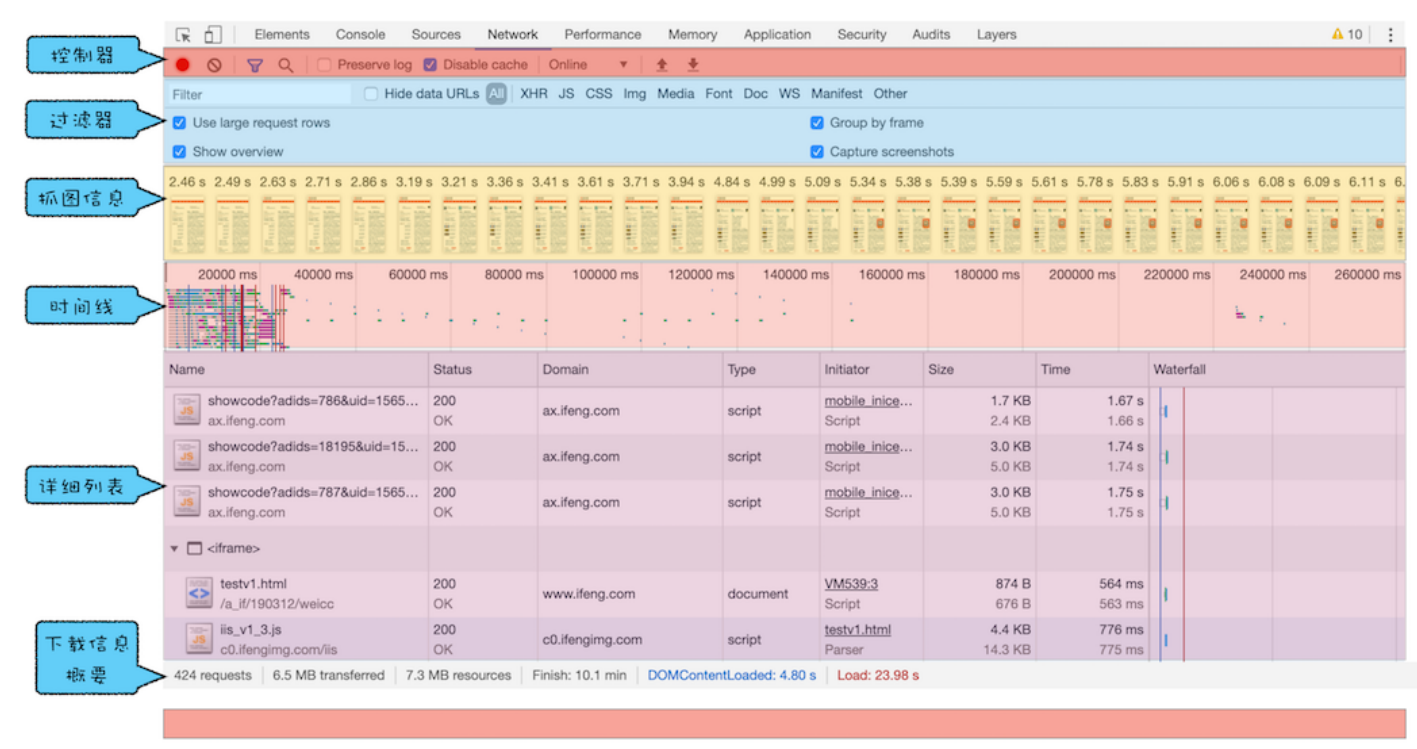 Elements Console Sources Network Performance Memory Application Security Audits Layers 10
控制器
Preserve log Disable cache Online
Filter Hide data URLs All XHR JS CSS Img Media Font Doc WS Manifest Other
过滤器
Use large request rows Group by frame
Show overview Capture screenshots
抓图信息
2.46 s 2.49 s 2.63 s 2.71 s 2.86 s 3.19 s 3.21 s 3.36 s 3.41 s 3.61 s 3.71 s 3.94 s 4.84 s 4.99 s 5.09 s 5.34 s 5.38 s 5.39 s 5.59 s 5.61 s 5.78 s 5.83 s 5.91 s 6.06 s 6.08 s 6.09 s 6.11 s 6.
20000 ms 40000 ms 60000 ms 80000 ms 100000 ms 120000 ms 140000 ms 160000 ms 180000 ms 200000 ms 220000 ms 240000 ms 260000 ms
时间线
Name Status Domain Type Initiator Size Time Waterfall
showcode?adids=786&uid=1565... 200 ax.ifeng.com script mobile_inice... 1.7 KB 1.67 s
JS ax.ifeng.com OK Script 2.4 KB 1.66 s
showcode?adids=18195&uid=15... 200 ax.ifeng.com script mobile_inice... 3.0 KB 1.74 s
JS ax.ifeng.com OK Script 5.0 KB 1.74 s
详细列表
showcode?adids=787&uid=1565... 200 ax.ifeng.com script mobile_inice... 3.0 KB 1.75 s
JS ax.ifeng.com OK Script 5.0 KB 1.75 s
<iframe>
testv1.html 200 www.ifeng.com document VM539:3 874 B 564 ms
/a_if/190312/weicc OK Script 676 B 563 ms
iis_v1_3.js 200 c0.ifengimg.com script testv1.html 4.4 KB 776 ms
JS c0.ifengimg.com/iis OK Parser 14.3 KB 775 ms
下载信息
概要
424 requests 6.5 MB transferred 7.3 MB resources Finish: 10.1 min DOMContentLoaded: 4.80 s Load: 23.98 s